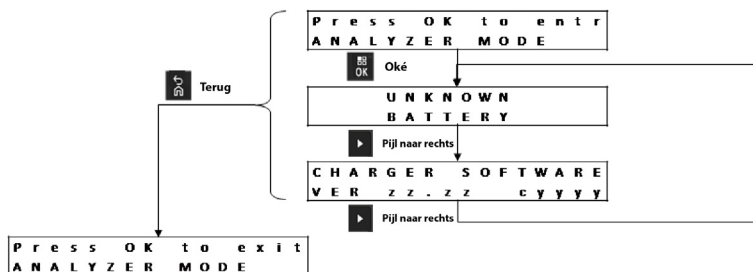 Press OK to entr
ANALYZER MODE
OK Oké
Terug
UNKNOWN
BATTERY
Pijl naar rechts
CHARGER SOFTWARE
VER zz.zz cyyyy
Pijl naar rechts
Press OK to exit
ANALYZER MODE